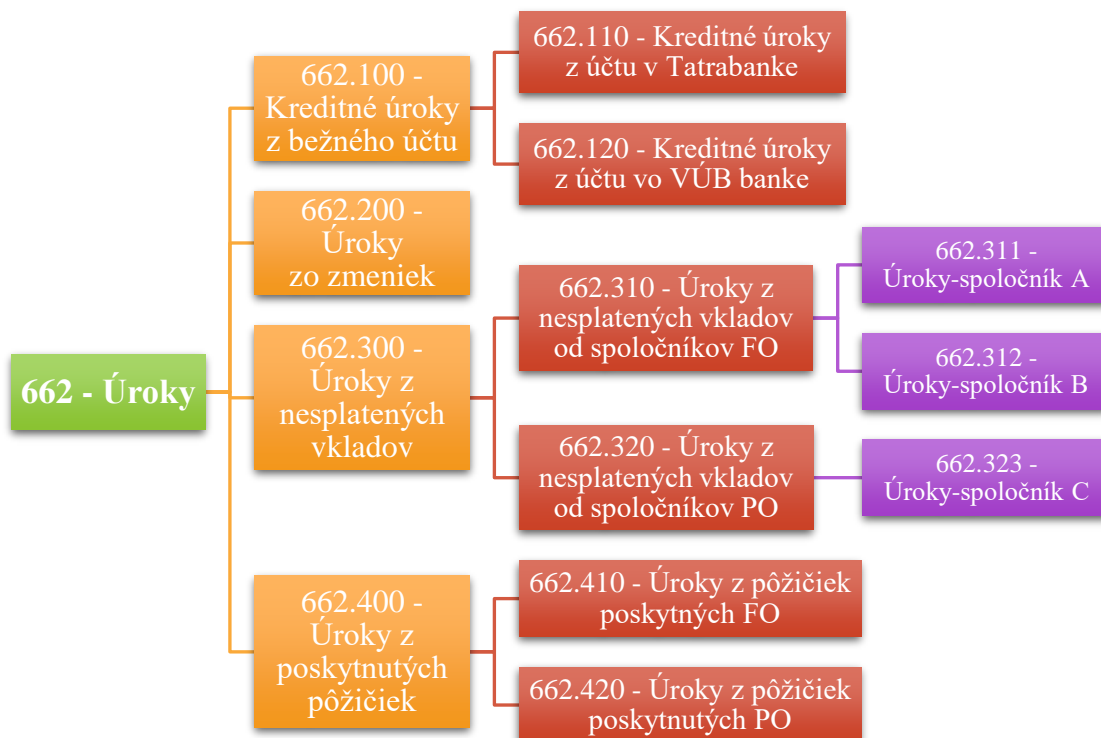 662 - Úroky
662.100 -
Kreditné úroky
z bežného účtu
662.110 - Kreditné úroky
z účtu v Tatrabanke
662.120 - Kreditné úroky
z účtu vo VÚB banke
662.200 -
Úroky
zo zmeniek
662.300 -
Úroky z
nesplatených
vkladov
662.310 - Úroky z
nesplatených vkladov
od spoločníkov FO
662.311 -
Úroky-spoločník A
662.312 -
Úroky-spoločník B
662.320 - Úroky z
nesplatených vkladov
od spoločníkov PO
662.323 -
Úroky-spoločník C
662.400 -
Úroky z
poskytnutých
pôžičiek
662.410 - Úroky z pôžičiek
poskytných FO
662.420 - Úroky z pôžičiek
poskytnutých PO